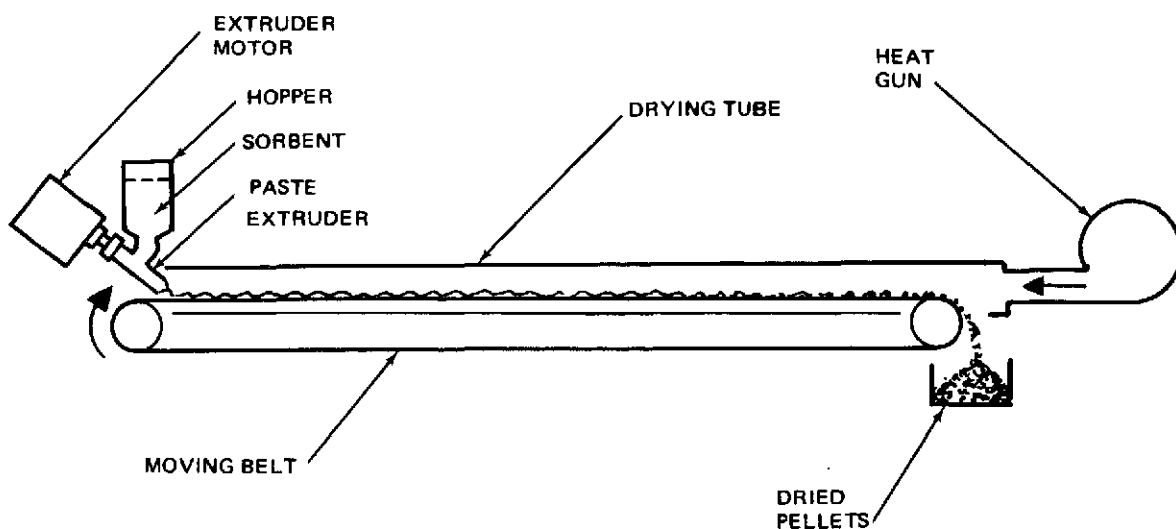 EXTRUDER
MOTOR
HOPPER
SORBENT
PASTE
EXTRUDER
DRYING TUBE
HEAT
GUN
MOVING BELT
DRIED
PELLETS